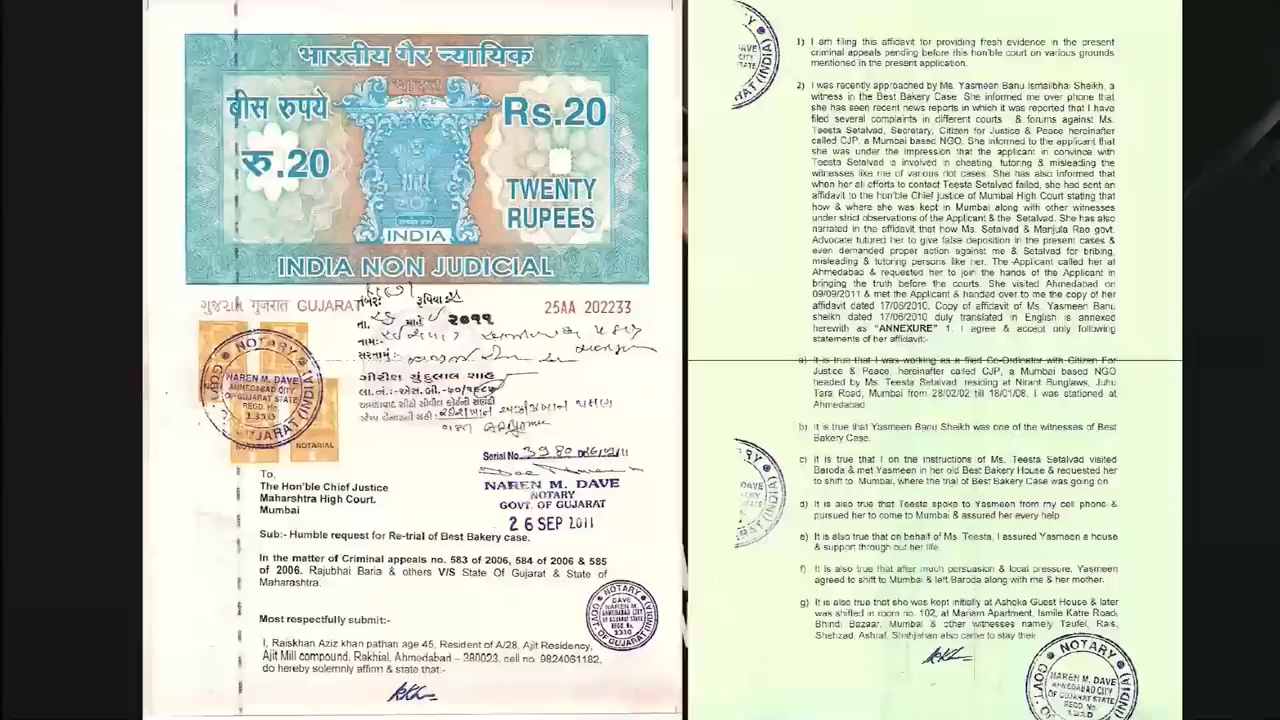 भारतीय गैर न्यायिक
भारत
बीस रुपये
Rs.20
रु.20
TWENTY
RUPEES
INDIA
INDIA NON JUDICIAL
ગુજરાત गुजरात GUJARAT
25AA 202233
રૂપિયા
તા.
માહે
૨૦૧૧
નામ:
સરનામું :
ગીરીશ ચુંદુલાલ શાહ
NOTARY
NAREN M. DAVE
AHMEDABAD CITY
OF GUJARAT STATE
REGD. No.
1310
GUJARAT
NOTARIAL
Serial No. 3980
NAREN M. DAVE
NOTARY
GOVT. OF GUJARAT
26 SEP 2011
To,
The Hon'ble Chief Justice
Maharshtra High Court.
Mumbai
Sub:- Humble request for Re-trial of Best Bakery case.
In the matter of Criminal appeals no. 583 of 2006, 584 of 2006 & 585
of 2006. Rajubhai Baria & others V/S State Of Gujarat & State of
Maharashtra.
Most respectfully submit:-
I, Raiskhan Aziz khan pathan age 45, Resident of A/28, Ajit Residency,
Ajit Mill compound, Rakhial, Ahmedabad – 380023, cell no. 9824061182,
do hereby solemnly affirm & state that:-
1) I am filing this affidavit for providing fresh evidence in the present
criminal appeals pending before this hon'ble court on various grounds
mentioned in the present application.
2) I was recently approached by Ms. Yasmeen Banu Ismailbhai Sheikh, a
witness in the Best Bakery Case. She informed me over phone that
she has seen recent news reports in which it was reported that I have
filed several complaints in different courts & forums against Ms.
Teesta Setalvad, Secretary, Citizen for Justice & Peace hereinafter
called CJP, a Mumbai based NGO. She informed to the applicant that
she was under the impression that the applicant in convince with
Teesta Setalvad is involved in cheating, tutoring & misleading the
witnesses like me of various riot cases. She has also informed that
when her all efforts to contact Teesta Setalvad failed, she had sent an
affidavit to the hon'ble Chief justice of Mumbai High Court stating that
how & where she was kept in Mumbai along with other witnesses
under strict observations of the Applicant & the Setalvad. She has also
narrated in the affidavit that how Ms. Setalvad & Manjula Rao govt.
Advocate tutored her to give false deposition in the present cases &
even demanded proper action against me & Setalvad for bribing,
misleading & tutoring persons like her. The Applicant called her at
Ahmedabad & requested her to join the hands of the Applicant in
bringing the truth before the courts. She visited Ahmedabad on
09/09/2011 & met the Applicant & handed over to me the copy of her
affidavit dated 17/06/2010. Copy of affidavit of Ms. Yasmeen Banu
sheikh dated 17/06/2010 duly translated in English is annexed
herewith as "ANNEXURE" 1. I agree & accept only following
statements of her affidavit:-
a) It is true that I was working as a filed Co-Ordinator with Citizen For
Justice & Peace, hereinafter called CJP, a Mumbai based NGO
headed by Ms. Teesta Setalvad residing at Nirant Bunglaws, Juhu
Tara Road, Mumbai from 28/02/02 till 18/01/08. I was stationed at
Ahmedabad
b) It is true that Yasmeen Banu Sheikh was one of the witnesses of Best
Bakery Case.
c) It is true that I on the instructions of Ms. Teesta Setalvad visited
Baroda & met Yasmeen in her old Best Bakery House & requested her
to shift to Mumbai, where the trial of Best Bakery Case was going on
d) It is also true that Teesta spoke to Yasmeen from my cell phone &
pursued her to come to Mumbai & assured her every help
e) It is also true that on behalf of Ms. Teesta, I assured Yasmeen a house
& support through out her life.
f) It is also true that after much persuasion & local pressure, Yasmeen
agreed to shift to Mumbai & left Baroda along with me & her mother.
g) It is also true that she was kept initially at Ashoka Guest House & later
was shifted in room no. 102, at Mariam Apartment, Ismile Katre Road,
Bhindi Bazaar, Mumbai & other witnesses namely Taufel, Rais,
Shehzad, Ashraf, Shahjahan also came to stay their
NOTARY
NAREN M. DAVE
AHMEDABAD CITY
OF GUJARAT STATE
REGD. No.
1310